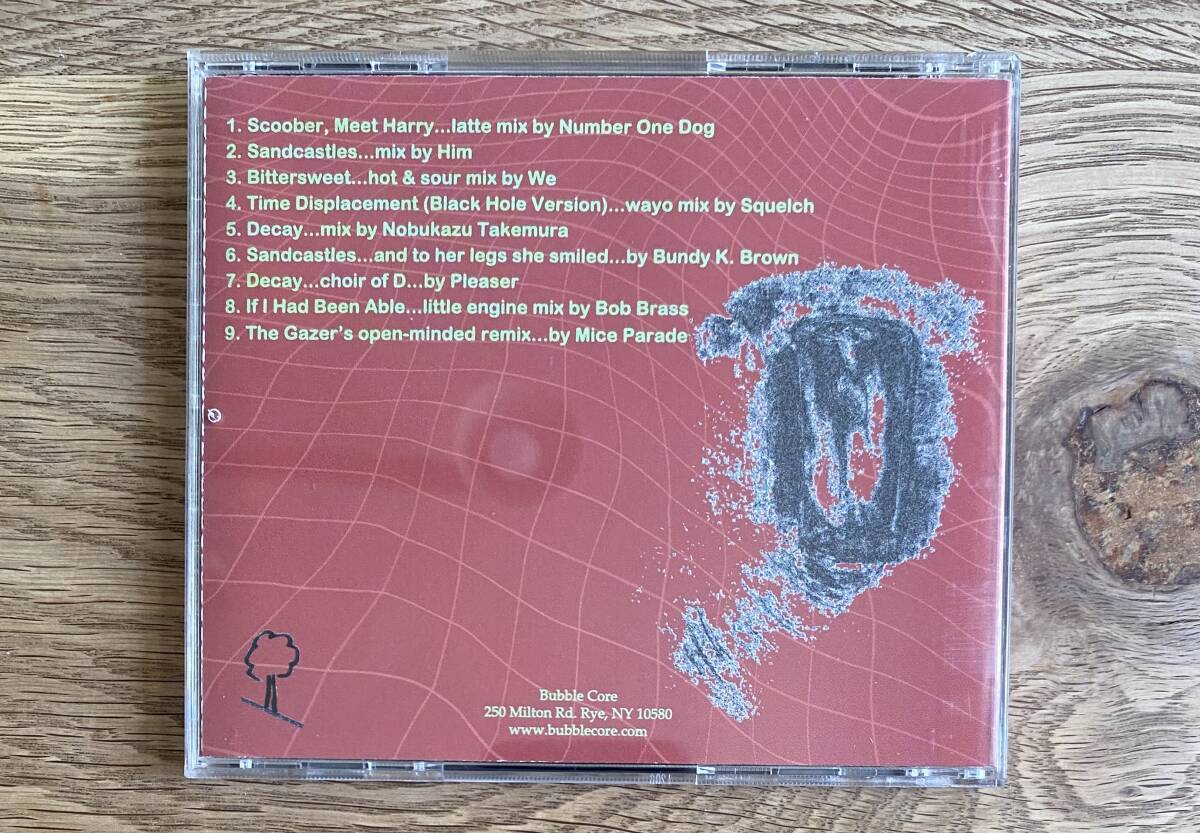 1. Scoober, Meet Harry...latte mix by Number One Dog
2. Sandcastles...mix by Him
3. Bittersweet...hot & sour mix by We
4. Time Displacement (Black Hole Version)...wayo mix by Squelch
5. Decay...mix by Nobukazu Takemura
6. Sandcastles...and to her legs she smiled...by Bundy K. Brown
7. Decay...choir of D...by Pleaser
8. If I Had Been Able...little engine mix by Bob Brass
9. The Gazer's open-minded remix...by Mice Parade
Bubble Core
250 Milton Rd. Rye, NY 10580
www.bubblecore.com